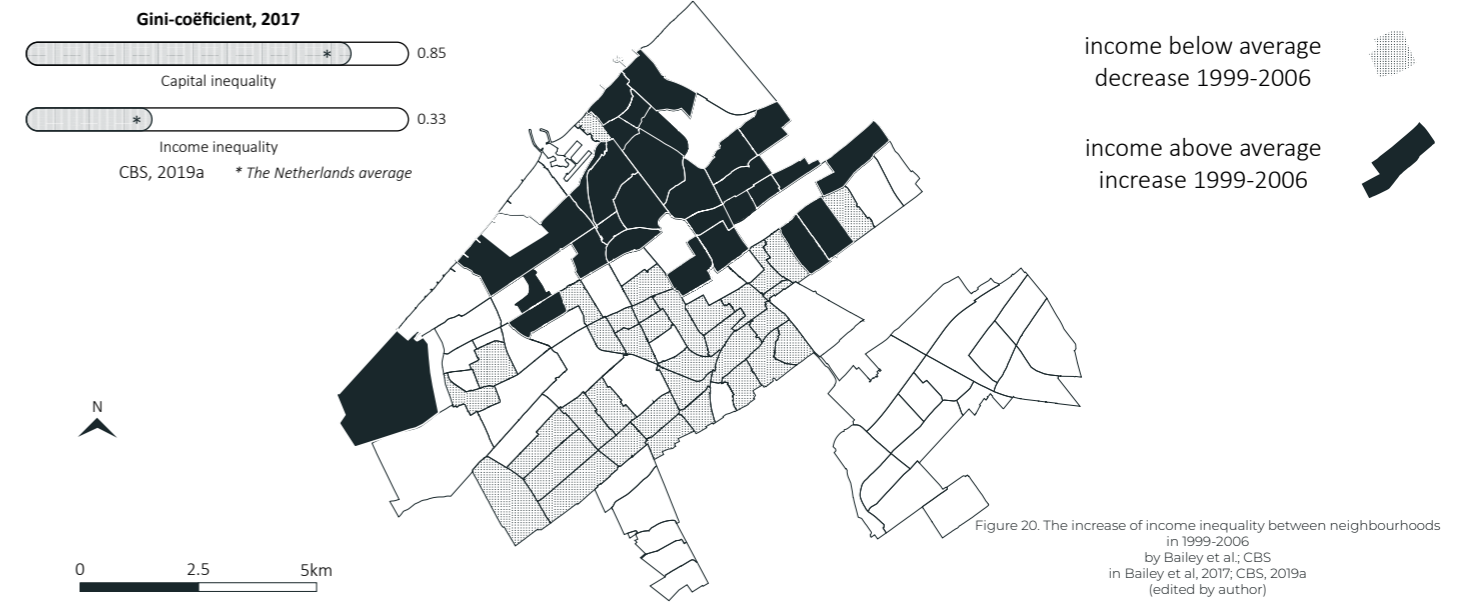 Gini-coëficient, 2017
*
0.85
Capital inequality
*
0.33
Income inequality
CBS, 2019a * The Netherlands average
income below average
decrease 1999-2006
income above average
increase 1999-2006
N
0 2.5 5km
Figure 20. The increase of income inequality between neighbourhoods
in 1999-2006
by Bailey et al.; CBS
in Bailey et al, 2017; CBS, 2019a
(edited by author)